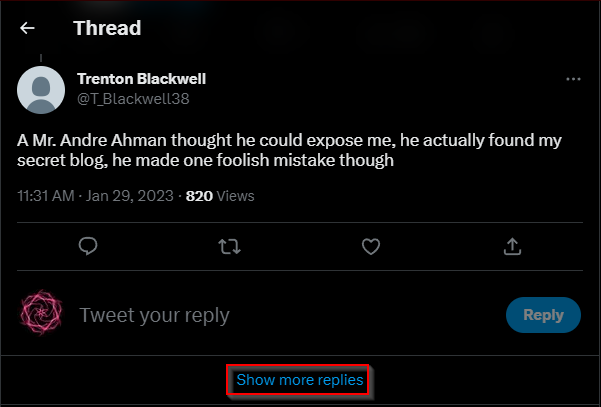 Thread
Trenton Blackwell
@T_Blackwell38
A Mr. Andre Ahman thought he could expose me, he actually found my
secret blog, he made one foolish mistake though
11:31 AM · Jan 29, 2023 · 820 Views
Tweet your reply
Reply
Show more replies